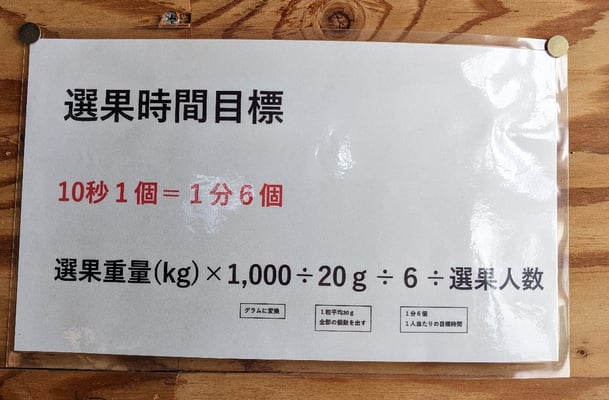 選果時間目標
10秒１個＝１分６個
選果重量(kg)×1,000÷20ｇ÷６÷選果人数
グラムに変換
１粒平均20ｇ
全部の個数を出す
１分６個
１人当たりの目標時間